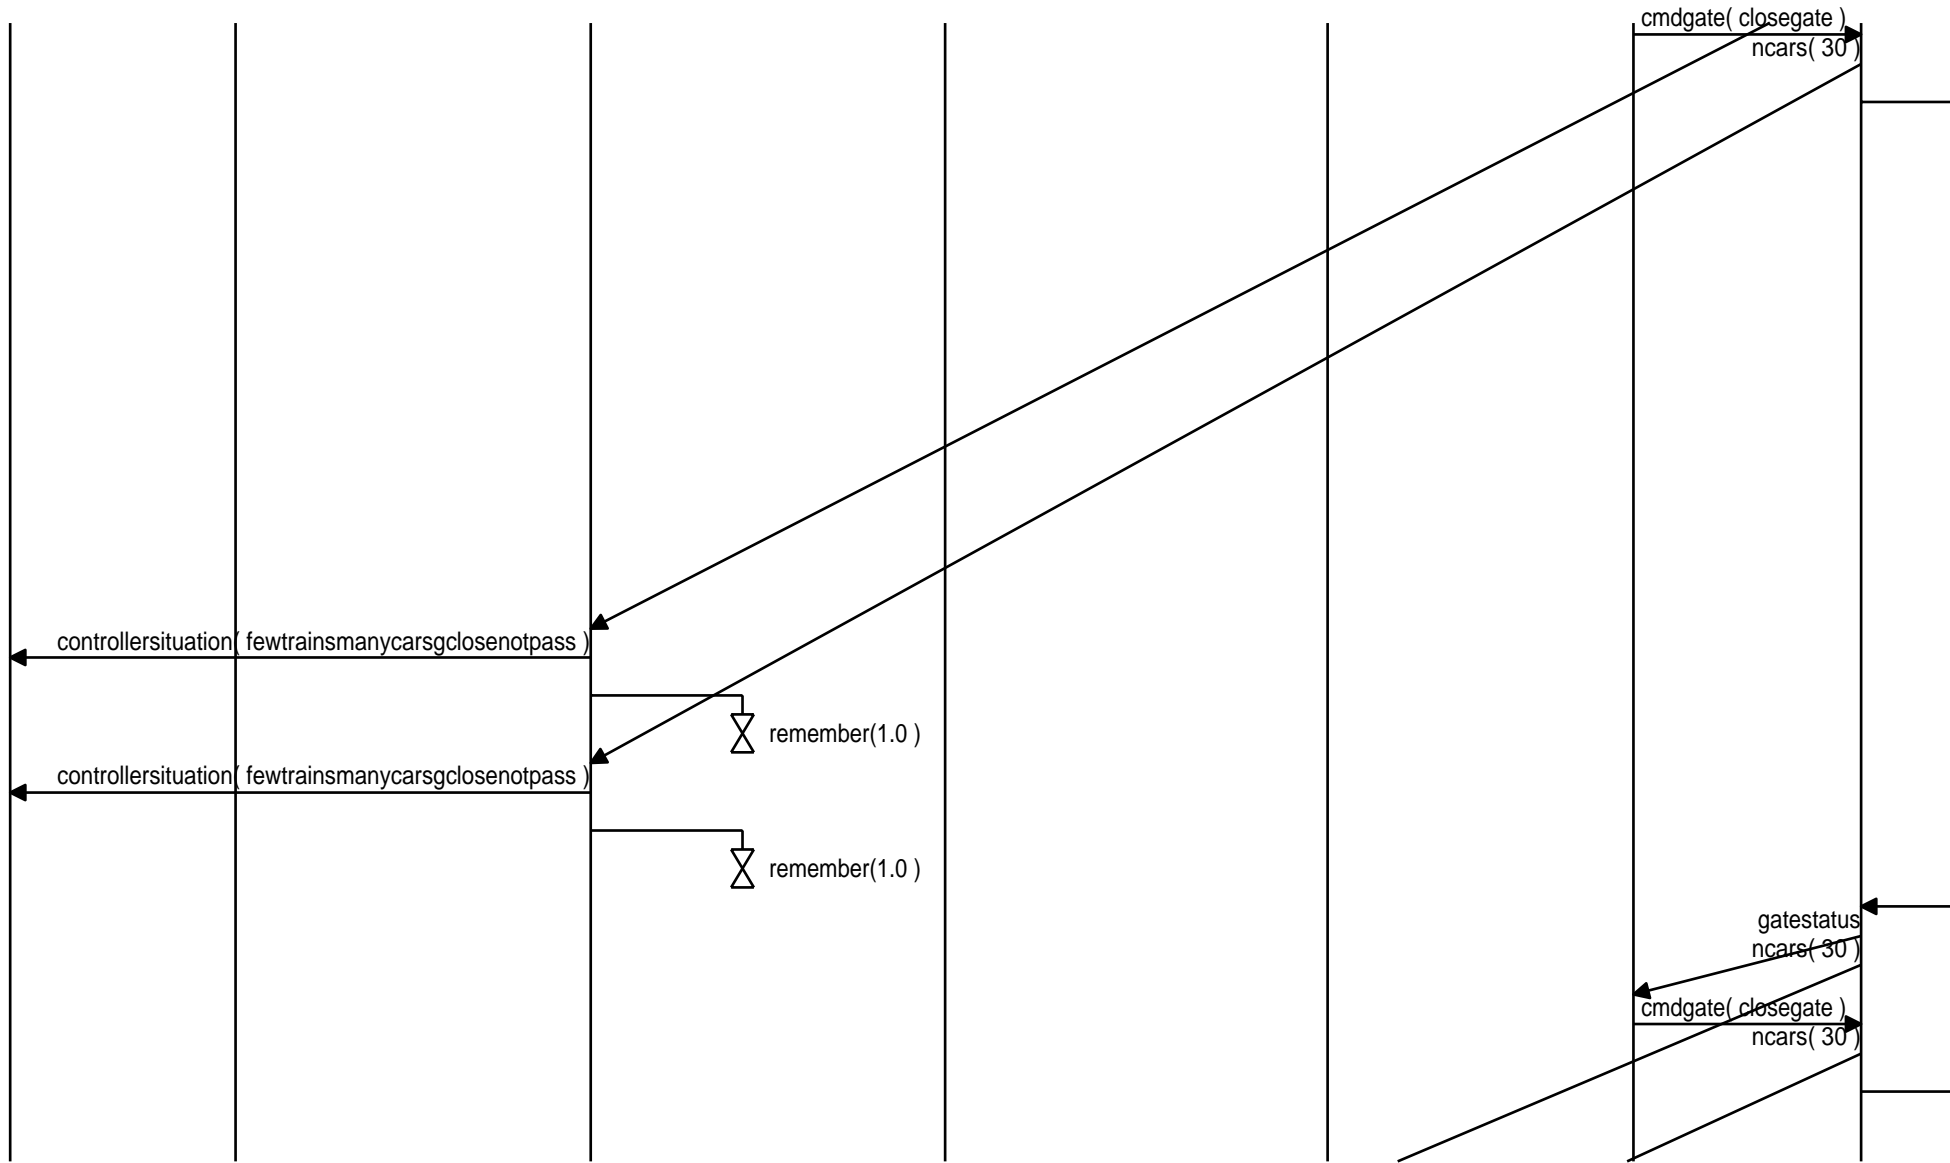 cmdgate( closegate )
ncars( 30 )
controllersituation( fewtrainsmanycarsgclosenotpass )
remember(1.0 )
controllersituation( fewtrainsmanycarsgclosenotpass )
remember(1.0 )
gatestatus
ncars( 30 )
cmdgate( closegate )
ncars( 30 )